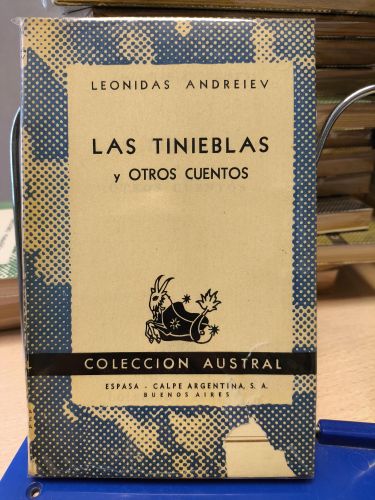 LEONIDAS ANDREIEV
LAS TINIEBLAS
y OTROS CUENTOS
COLECCION AUSTRAL
ESPASA - CALPE ARGENTINA, S. A.
BUENOS AIRES